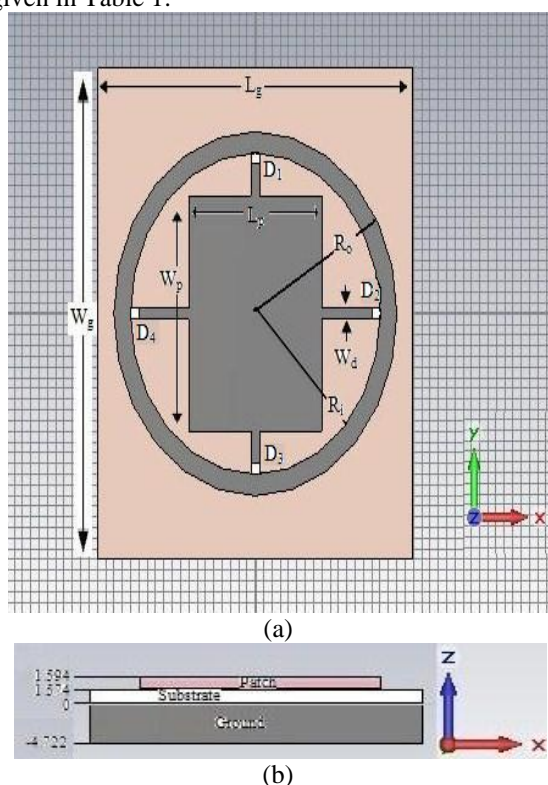 given in Table 1.
Lg
D1
Lp
Ro
Wp
D2
Wg
D4
Wd
Ri
D3
y
Z
x
(a)
1.594
Patch
1.574
Substrate
0
Ground
-4.722
z
x
(b)